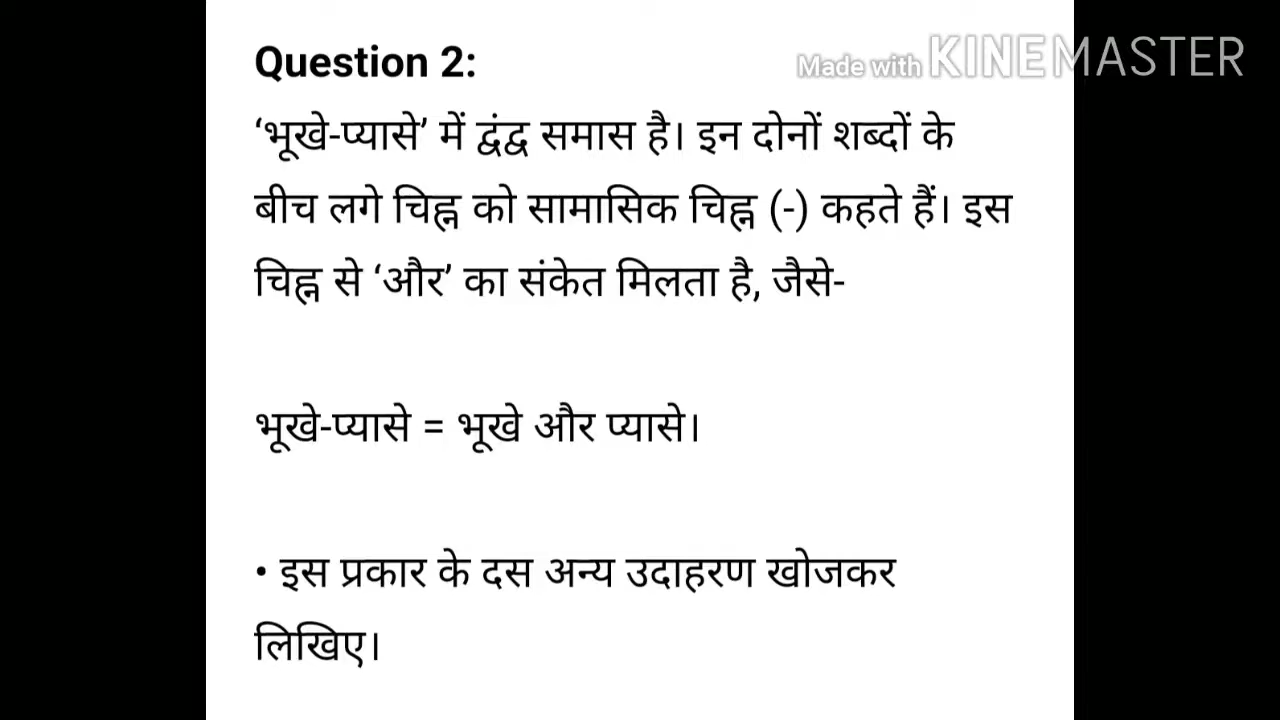 Made with KINEMASTER
Question 2:
‘भूखे-प्यासे’ में द्वंद्व समास है। इन दोनों शब्दों के
बीच लगे चिह्न को सामासिक चिह्न (-) कहते हैं। इस
चिह्न से ‘और’ का संकेत मिलता है, जैसे-
भूखे-प्यासे = भूखे और प्यासे।
• इस प्रकार के दस अन्य उदाहरण खोजकर
लिखिए।